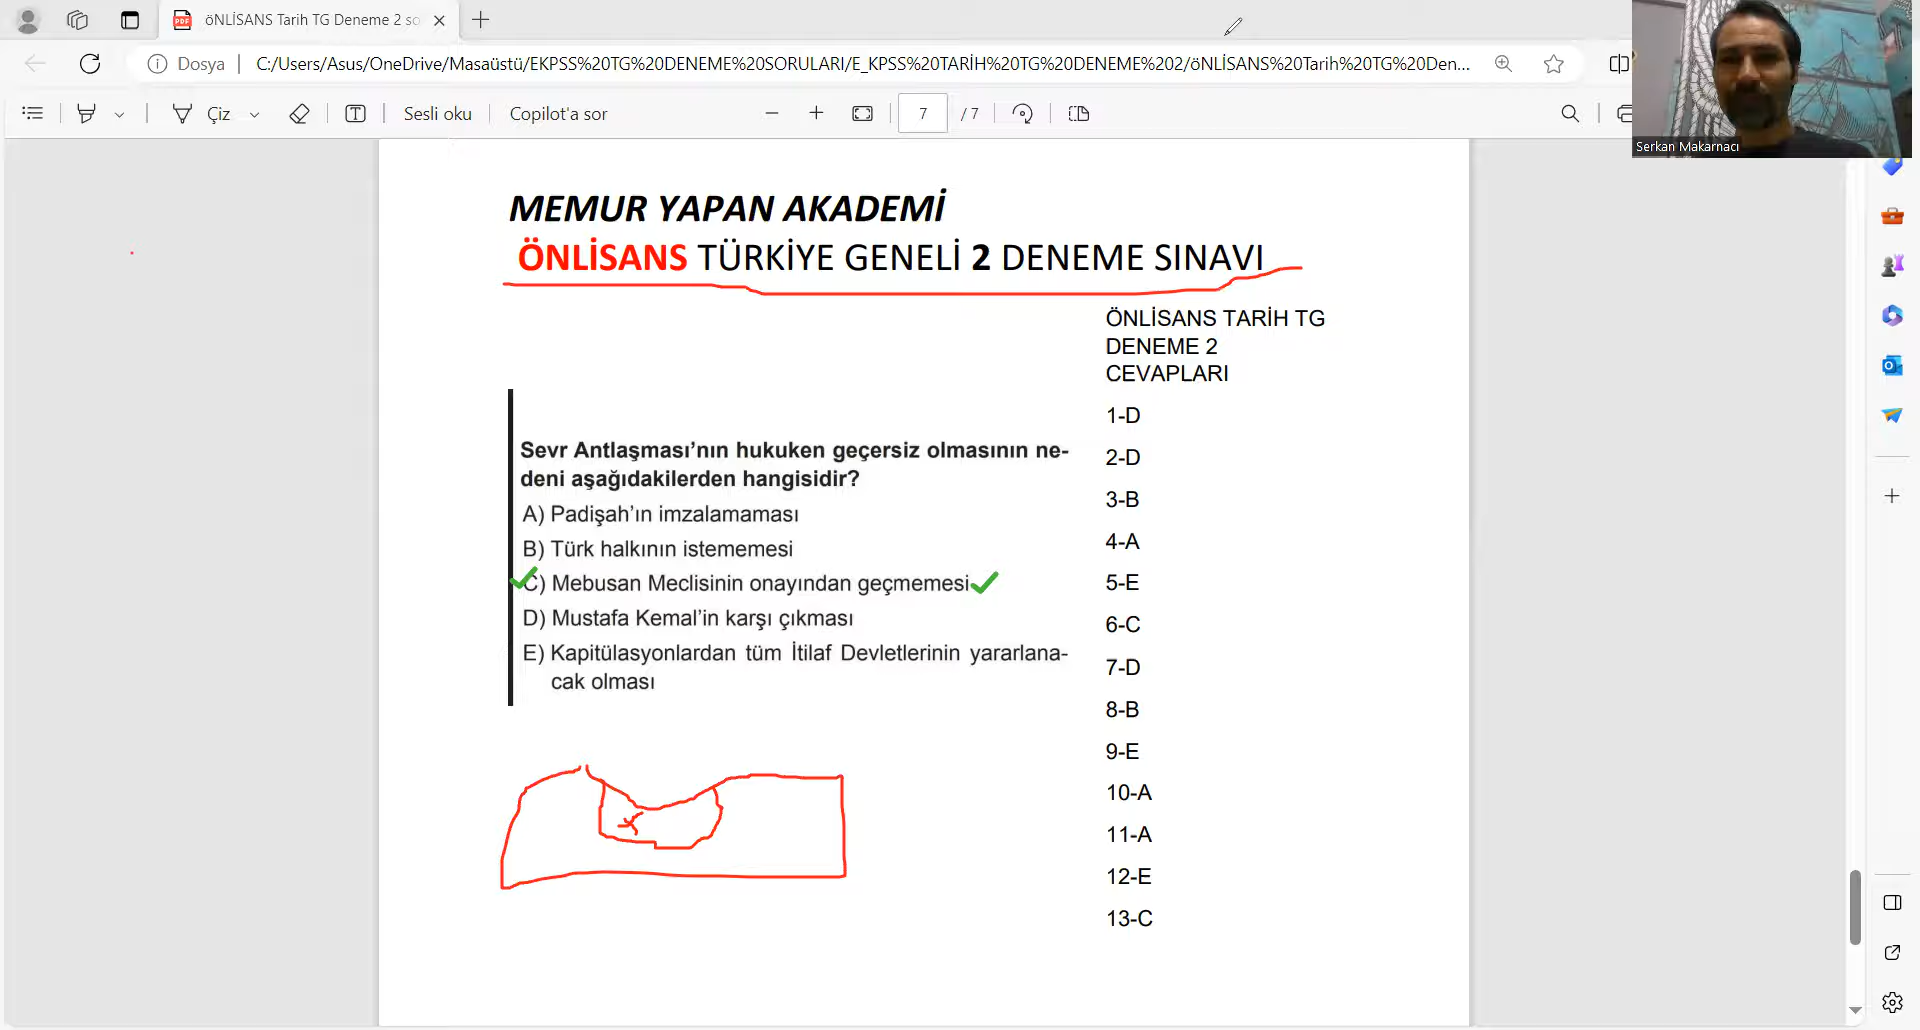 öNLİSANS Tarih TG Deneme 2 so
Dosya
C:/Users/Asus/OneDrive/Masaüstü/EKPSS%20TG%20DENEME%20SORULARI/E_KPSS%20TARİH%20TG%20DENEME%202/öNLİSANS%20Tarih%20TG%20Den...
Çiz
Sesli oku
Copilot'a sor
7
/ 7
Serkan Makarnacı
MEMUR YAPAN AKADEMİ
ÖNLİSANS TÜRKİYE GENELİ 2 DENEME SINAVI
Sevr Antlaşması’nın hukuken geçersiz olmasının ne-
deni aşağıdakilerden hangisidir?
A) Padişah’ın imzalamaması
B) Türk halkının istememesi
C) Mebusan Meclisinin onayından geçmemesi
D) Mustafa Kemal’in karşı çıkması
E) Kapitülasyonlardan tüm İtilaf Devletlerinin yararlana-
cak olması
ÖNLİSANS TARİH TG
DENEME 2
CEVAPLARI
1-D
2-D
3-B
4-A
5-E
6-C
7-D
8-B
9-E
10-A
11-A
12-E
13-C